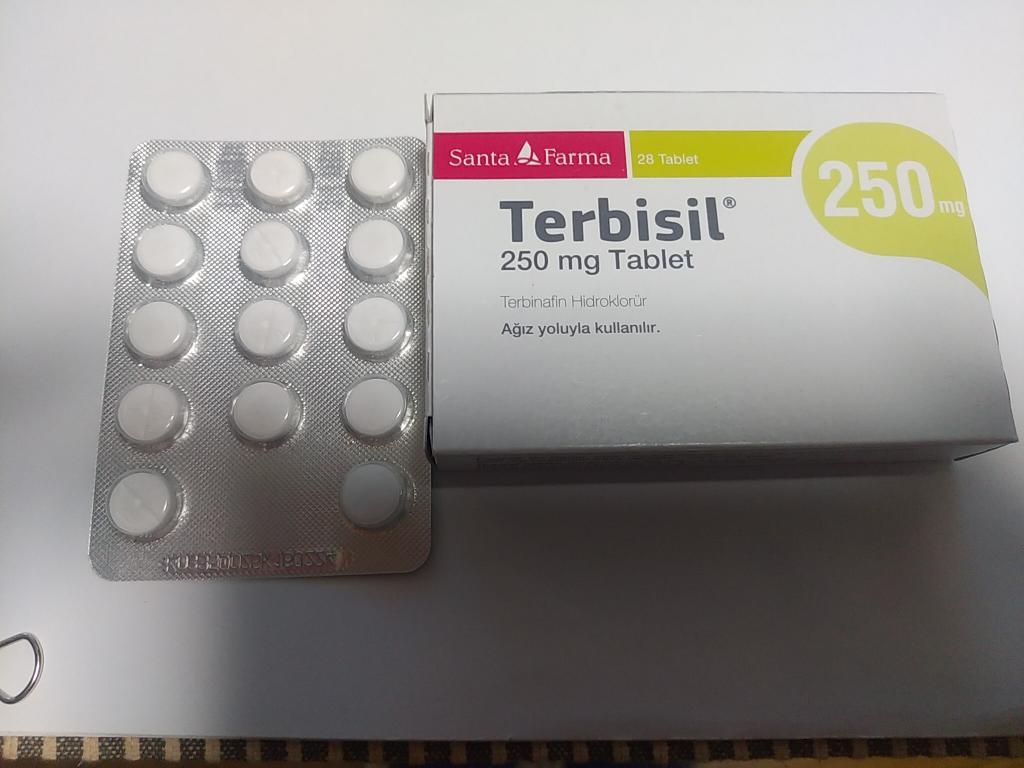 Santa Farma
28 Tablet
250 mg
Terbisil®
250 mg Tablet
Terbinafin Hidroklorür
Ağız yoluyla kullanılır.